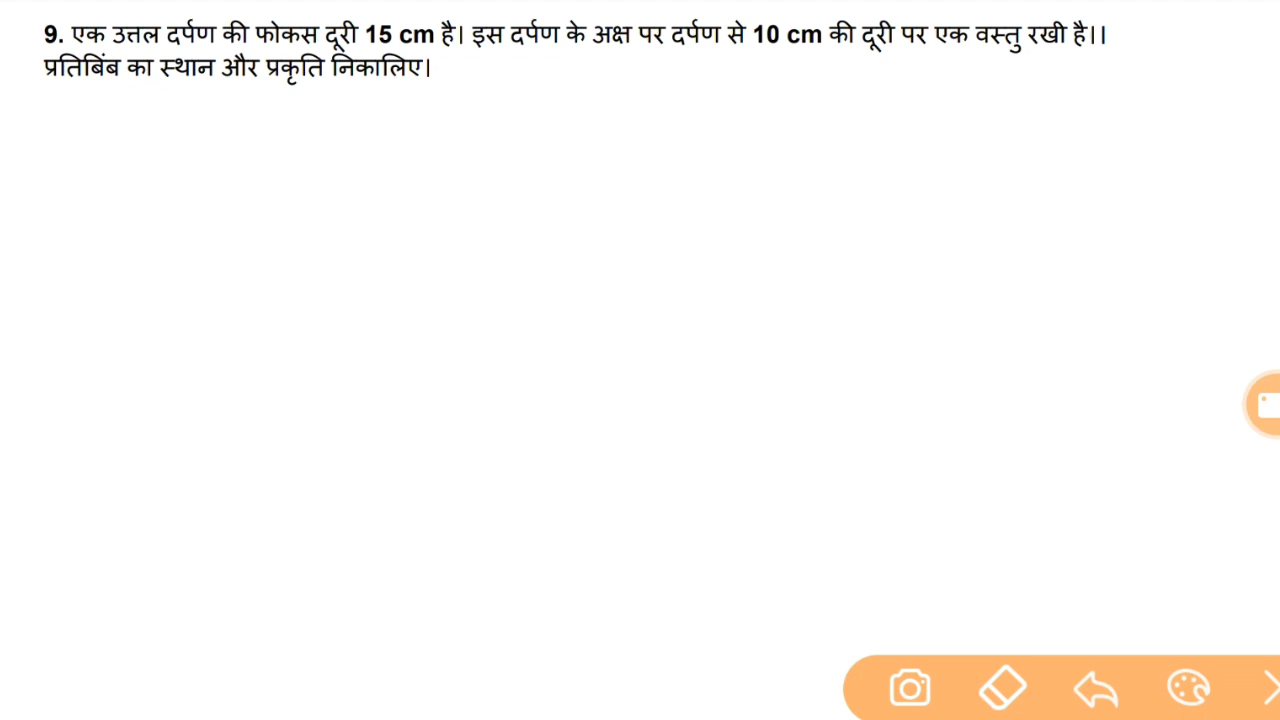 9. एक उत्तल दर्पण की फोकस दूरी 15 cm है। इस दर्पण के अक्ष पर दर्पण से 10 cm की दूरी पर एक वस्तु रखी है।।
प्रतिबिंब का स्थान और प्रकृति निकालिए।